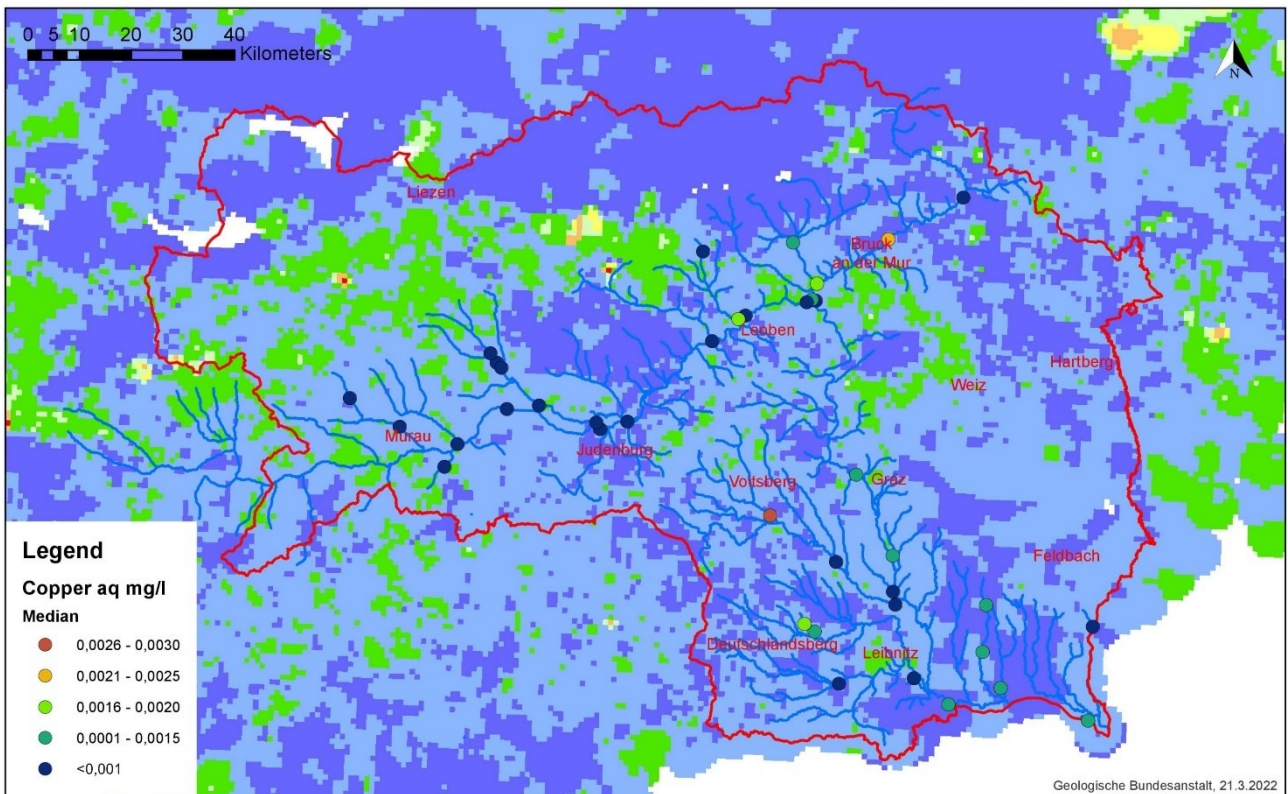 0 5 10 20 30 40
Kilometers
N
Liezen
Bruck
an der Mur
Leoben
Hartberg
Weiz
Murau
Judenburg
Voitsberg
Graz
Feldbach
Deutschlandsberg
Leibnitz
Legend
Copper aq mg/l
Median
0,0026 - 0,0030
0,0021 - 0,0025
0,0016 - 0,0020
0,0001 - 0,0015
<0,001
Geologische Bundesanstalt, 21.3.2022